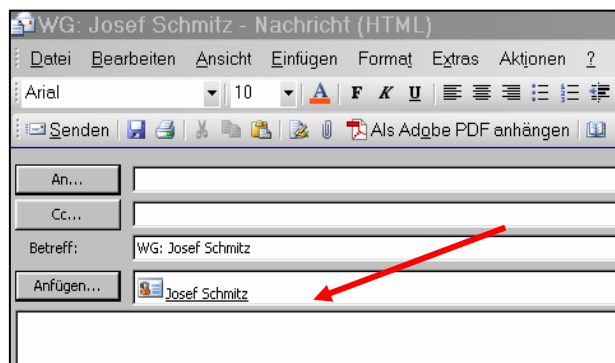 WG: Josef Schmitz - Nachricht (HTML)
Datei Bearbeiten Ansicht Einfügen Format Extras Aktionen ?
Arial 10 A F K U
Senden Als Adobe PDF anhängen
An...
Cc...
Betreff: WG: Josef Schmitz
Anfügen... Josef Schmitz